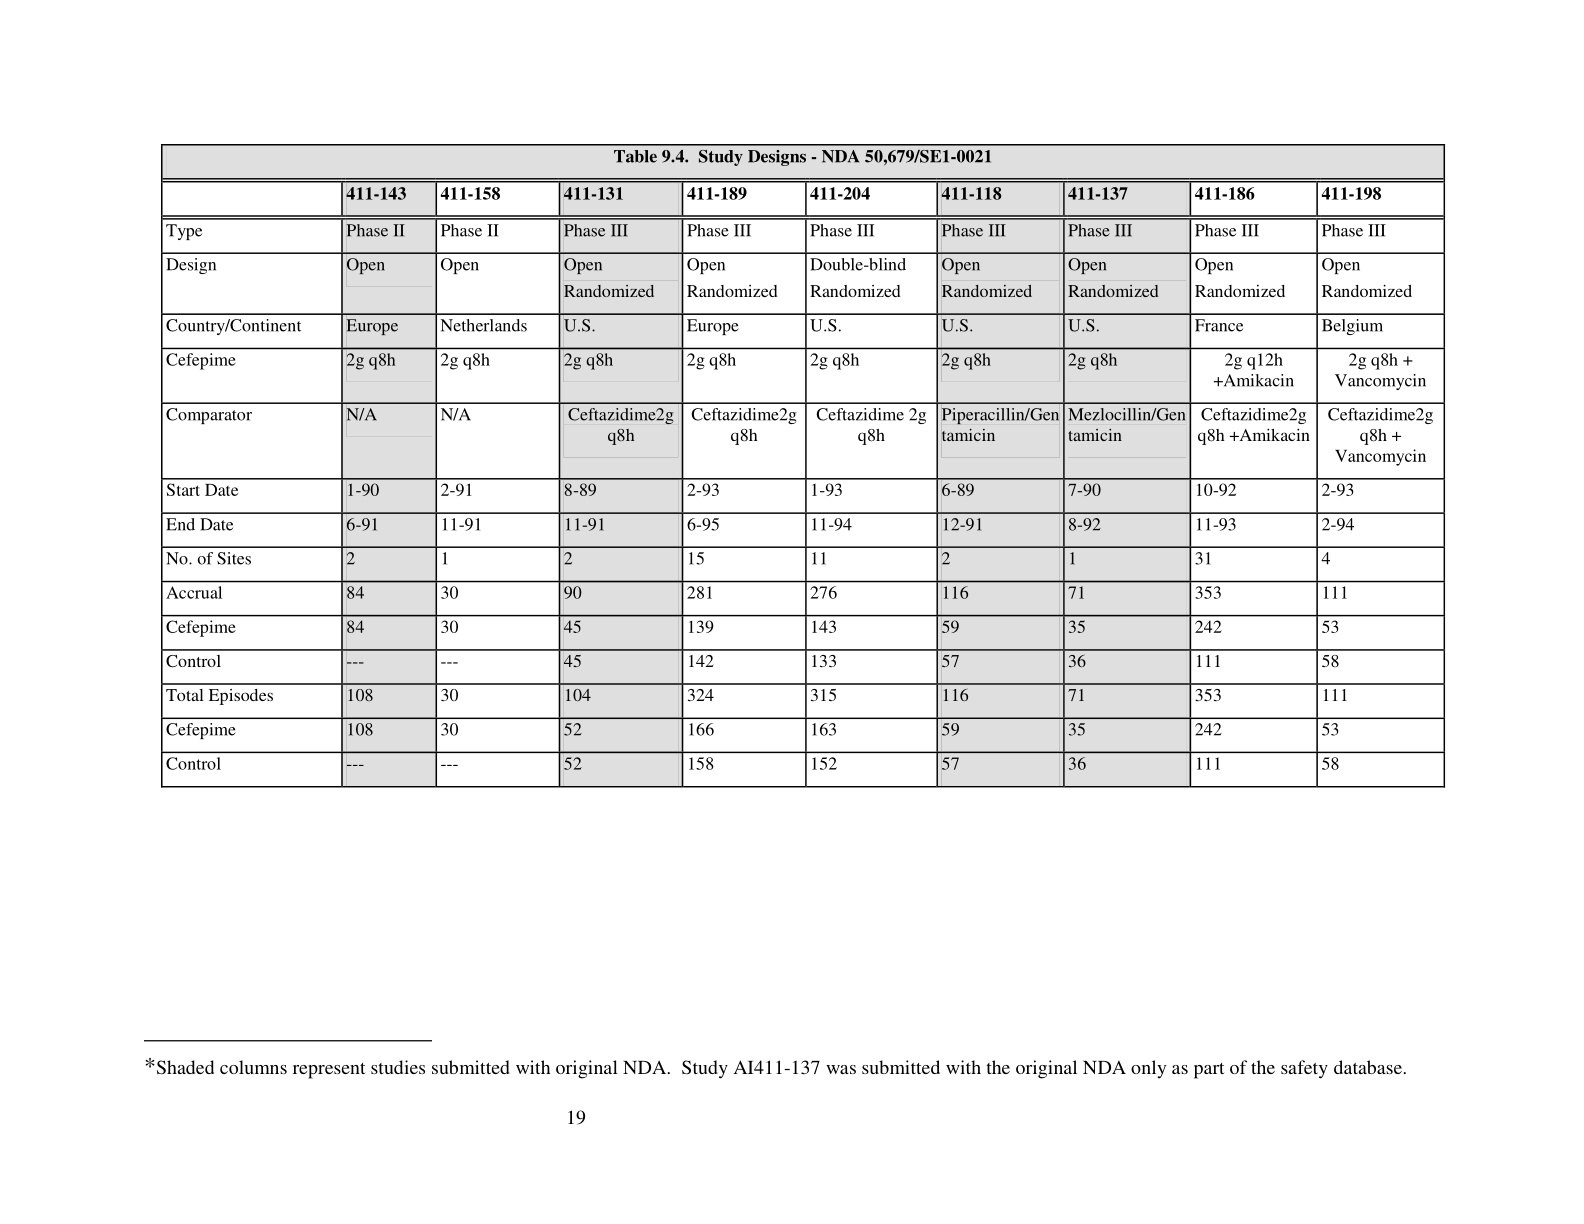 Table 9.4.  Study Designs - NDA 50,679/SE1-0021
411-143 411-158 411-131 411-189 411-204 411-118 411-137 411-186 411-198
Type Phase II Phase II Phase III Phase III Phase III Phase III Phase III Phase III Phase III
Design Open Open Open Open Double-blind Open Open Open Open
Randomized Randomized Randomized Randomized Randomized Randomized Randomized
Country/Continent Europe Netherlands U.S. Europe U.S. U.S. U.S. France Belgium
Cefepime 2g q8h 2g q8h 2g q8h 2g q8h 2g q8h 2g q8h 2g q8h 2g q12h 2g q8h +
+Amikacin Vancomycin
Comparator N/A N/A Ceftazidime2g Ceftazidime2g Ceftazidime 2g Piperacillin/Gen Mezlocillin/Gen Ceftazidime2g Ceftazidime2g
q8h q8h q8h tamicin tamicin q8h +Amikacin q8h +
Vancomycin
Start Date 1-90 2-91 8-89 2-93 1-93 6-89 7-90 10-92 2-93
End Date 6-91 11-91 11-91 6-95 11-94 12-91 8-92 11-93 2-94
No. of Sites 2 1 2 15 11 2 1 31 4
Accrual 84 30 90 281 276 116 71 353 111
Cefepime 84 30 45 139 143 59 35 242 53
Control --- --- 45 142 133 57 36 111 58
Total Episodes 108 30 104 324 315 116 71 353 111
Cefepime 108 30 52 166 163 59 35 242 53
Control --- --- 52 158 152 57 36 111 58
*Shaded columns represent studies submitted with original NDA.  Study AI411-137 was submitted with the original NDA only as part of the safety database.
19